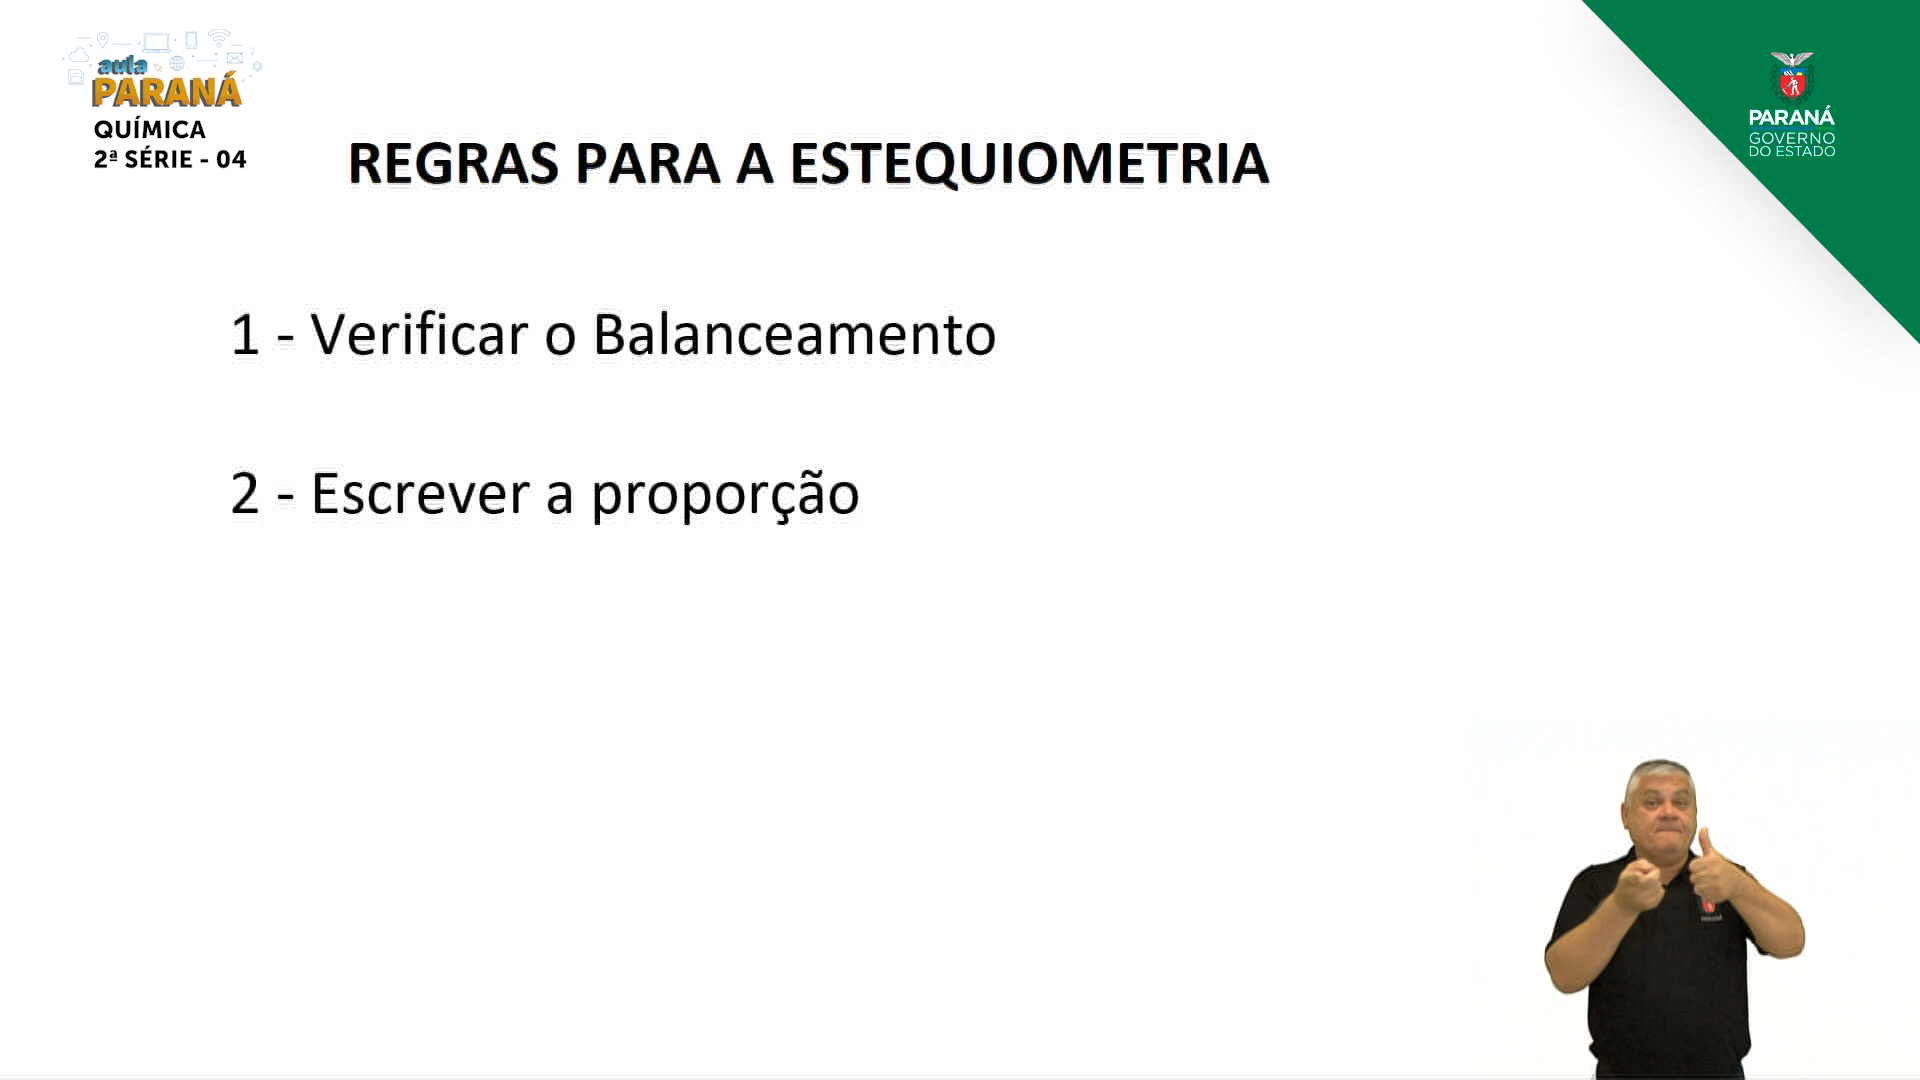 aula
PARANÁ
QUÍMICA
2ª SÉRIE - 04
REGRAS PARA A ESTEQUIOMETRIA
PARANÁ
GOVERNO
DO ESTADO
1 - Verificar o Balanceamento
2 - Escrever a proporção